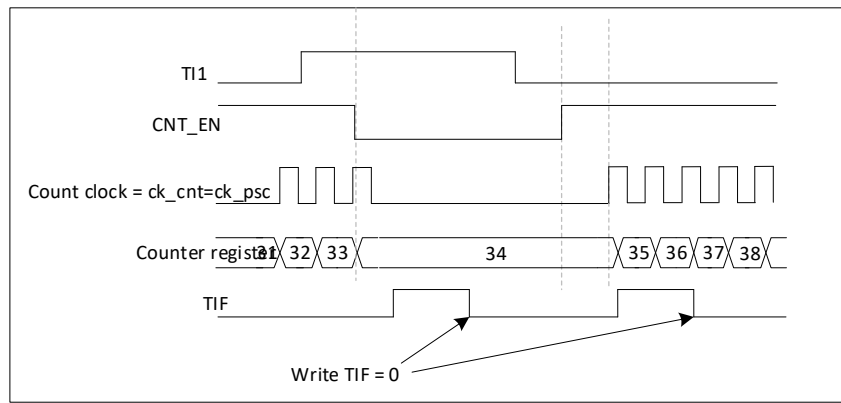 TI1
CNT_EN
Count clock = ck_cnt=ck_psc
Counter register 31 32 33 34 35 36 37 38
TIF
Write TIF = 0